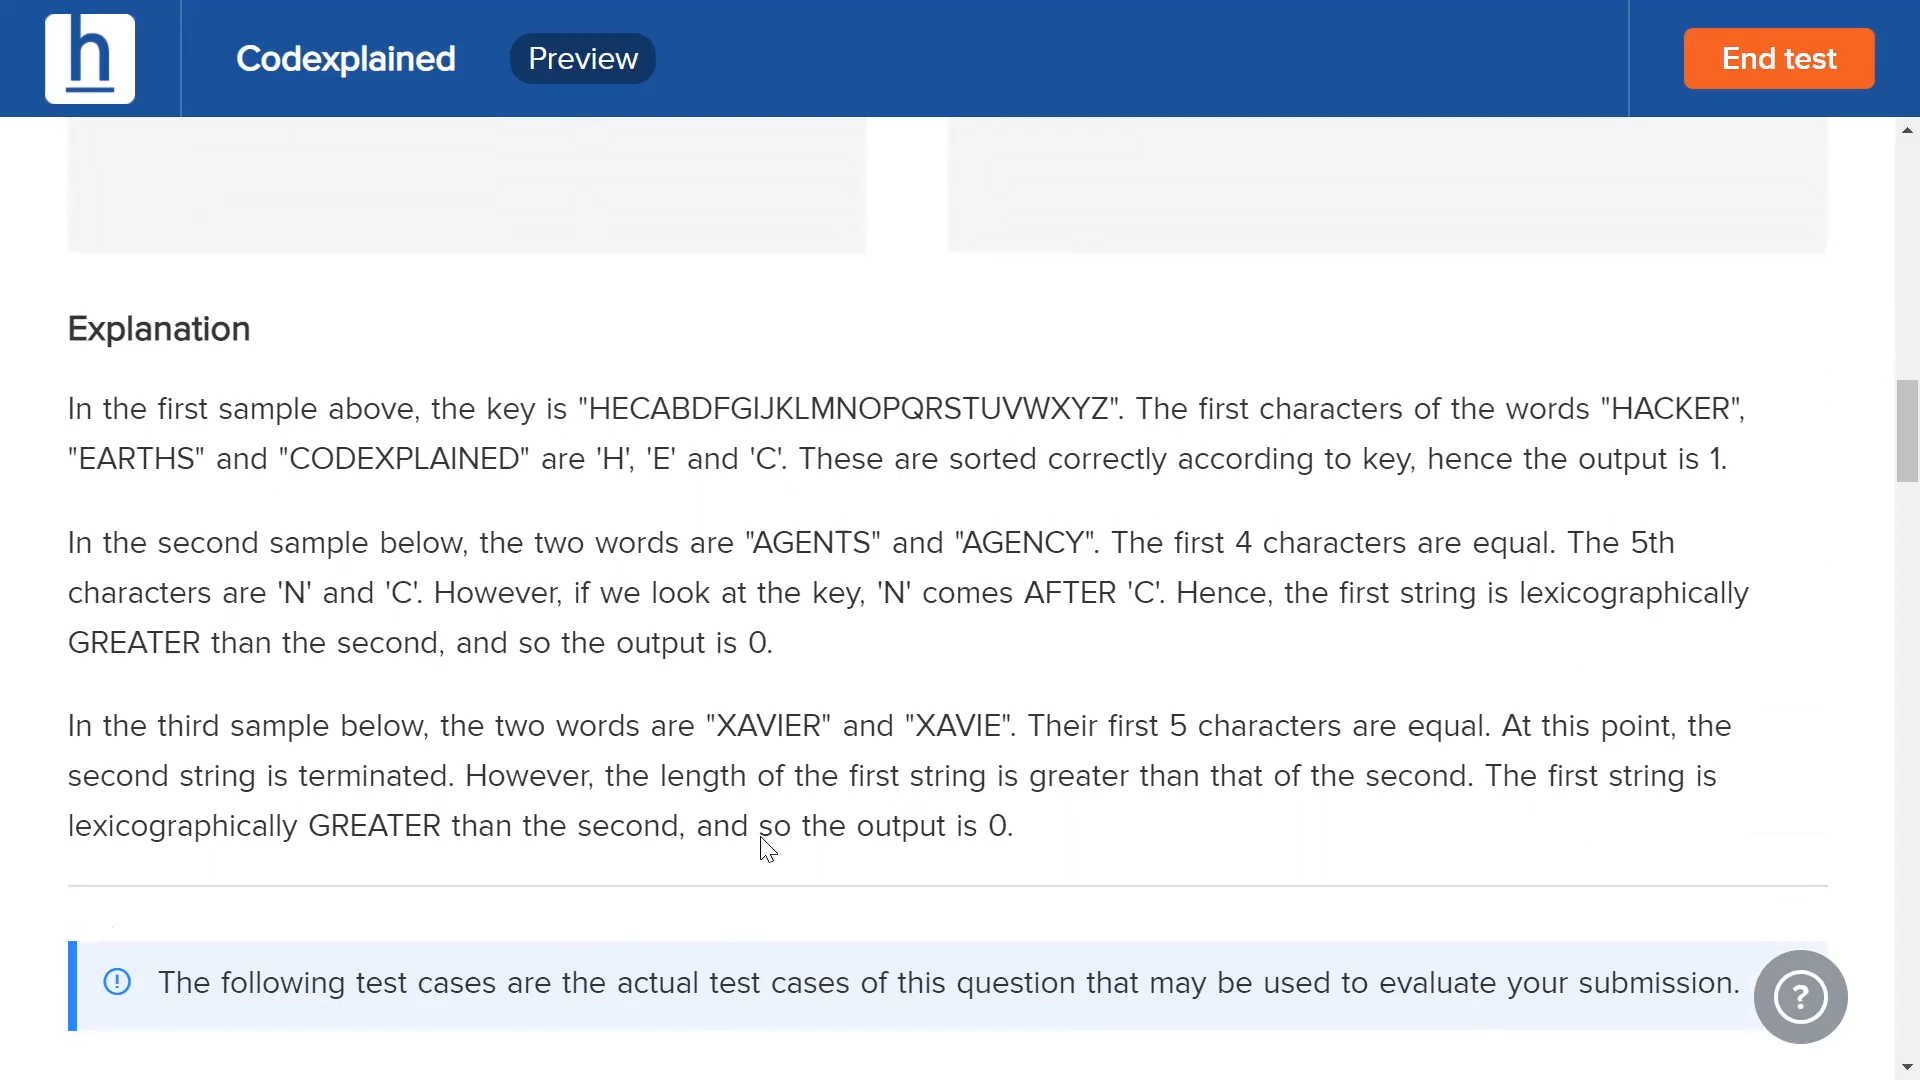 h
Codexplained
Preview
End test
Explanation
In the first sample above, the key is "HECABDFGIJKLMNOPQRSTUVWXYZ". The first characters of the words "HACKER",
"EARTHS" and "CODEXPLAINED" are 'H', 'E' and 'C'. These are sorted correctly according to key, hence the output is 1.
In the second sample below, the two words are "AGENTS" and "AGENCY". The first 4 characters are equal. The 5th
characters are 'N' and 'C'. However, if we look at the key, 'N' comes AFTER 'C'. Hence, the first string is lexicographically
GREATER than the second, and so the output is 0.
In the third sample below, the two words are "XAVIER" and "XAVIE". Their first 5 characters are equal. At this point, the
second string is terminated. However, the length of the first string is greater than that of the second. The first string is
lexicographically GREATER than the second, and so the output is 0.
The following test cases are the actual test cases of this question that may be used to evaluate your submission.
?